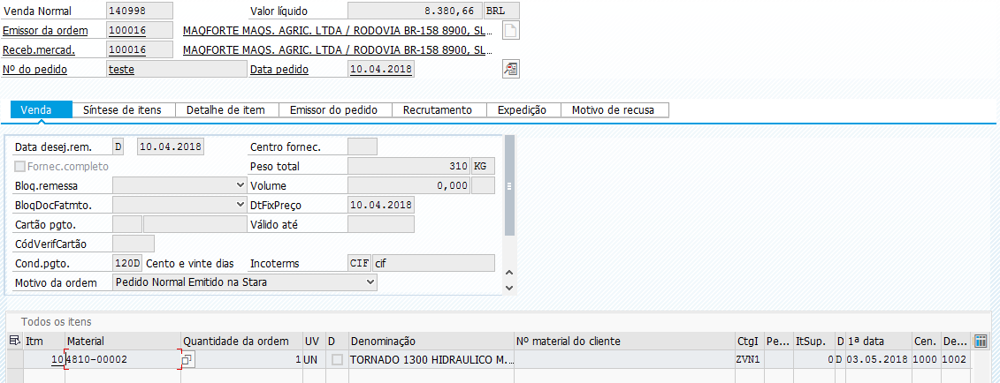 Venda Normal 140998 Valor líquido 8.380,66 BRL
Emissor da ordem 100016 MAQFORTE MAQS. AGRIC. LTDA / RODOVIA BR-158 8900, SL...
Receb.mercad. 100016 MAQFORTE MAQS. AGRIC. LTDA / RODOVIA BR-158 8900, SL...
Nº do pedido teste Data pedido 10.04.2018
Venda Síntese de itens Detalhe de item Emissor do pedido Recrutamento Expedição Motivo de recusa
Data desej.rem. D 10.04.2018 Centro fornec.
Fornec.completo Peso total 310 KG
Bloq.remessa Volume 0,000
BloqDocFatmto. DtFixPreço 10.04.2018
Cartão pgto. Válido até
CódVerifCartão
Cond.pgto. 120D Cento e vinte dias Incoterms CIF cif
Motivo da ordem Pedido Normal Emitido na Stara
Todos os itens
Itm Material Quantidade da ordem UV D Denominação Nº material do cliente CtgI Pe... ItSup. D 1ª data Cen. De...
10 4810-00002 1 UN TORNADO 1300 HIDRAULICO M... ZVN1 0 D 03.05.2018 1000 1002